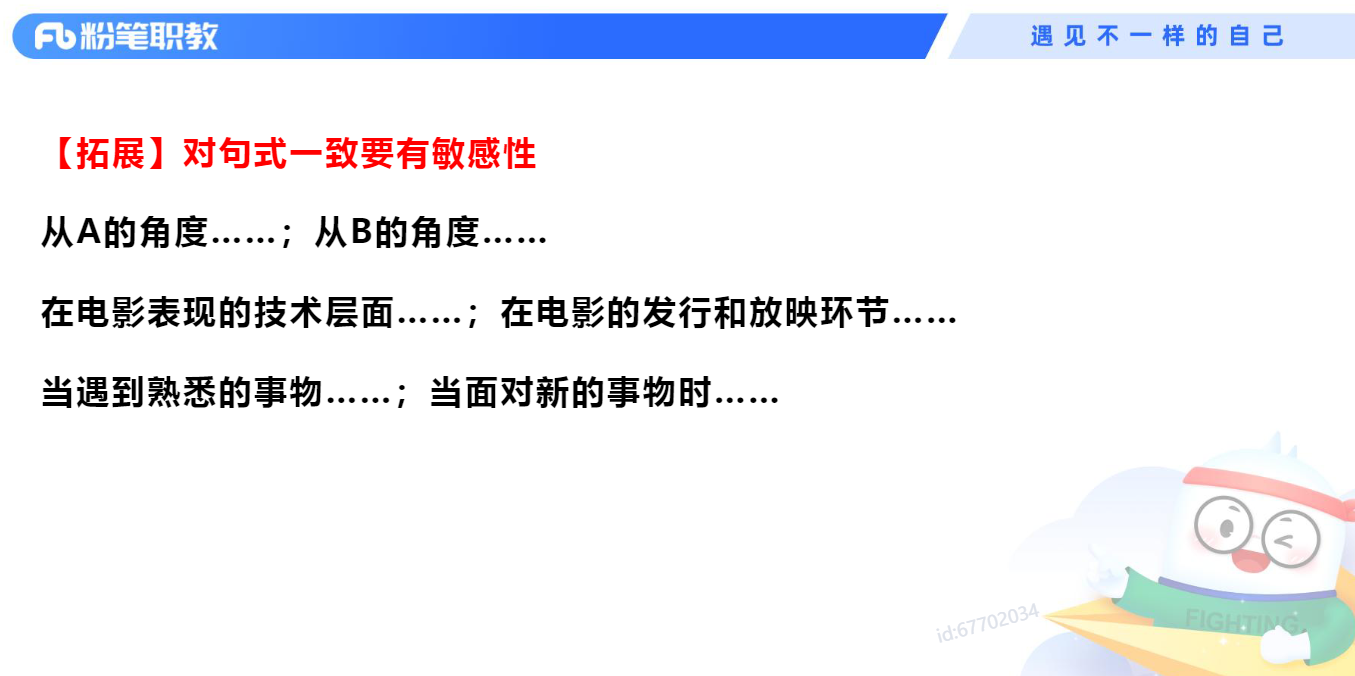 粉笔职教
遇见不一样的自己
【拓展】对句式一致要有敏感性
从A的角度……；从B的角度……
在电影表现的技术层面……；在电影的发行和放映环节……
当遇到熟悉的事物……；当面对新的事物时……
id:67702034
FIGHTING.